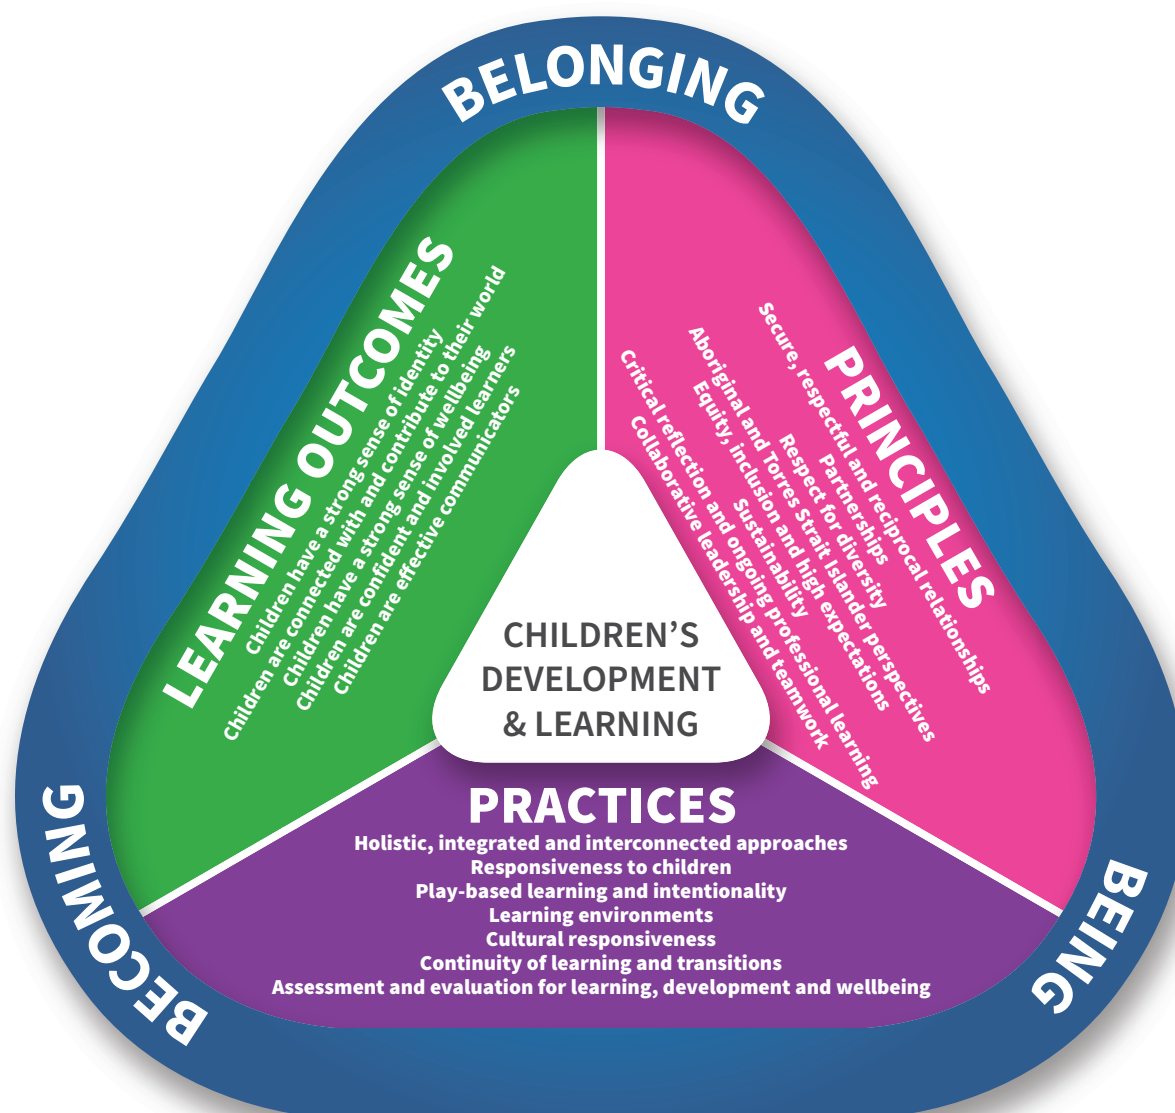 BELONGING
LEARNING OUTCOMES
Children have a strong sense of identity
Children are connected with and contribute to their world
Children have a strong sense of wellbeing
Children are confident and involved learners
Children are effective communicators
PRINCIPLES
Secure, respectful and reciprocal relationships
Partnerships
Respect for diversity
Aboriginal and Torres Strait Islander perspectives
Equity, inclusion and high expectations
Sustainability
Critical reflection and ongoing professional learning
Collaborative leadership and teamwork
CHILDREN’S
DEVELOPMENT
& LEARNING
PRACTICES
Holistic, integrated and interconnected approaches
Responsiveness to children
Play-based learning and intentionality
Learning environments
Cultural responsiveness
Continuity of learning and transitions
Assessment and evaluation for learning, development and wellbeing
BECOMING
BEING